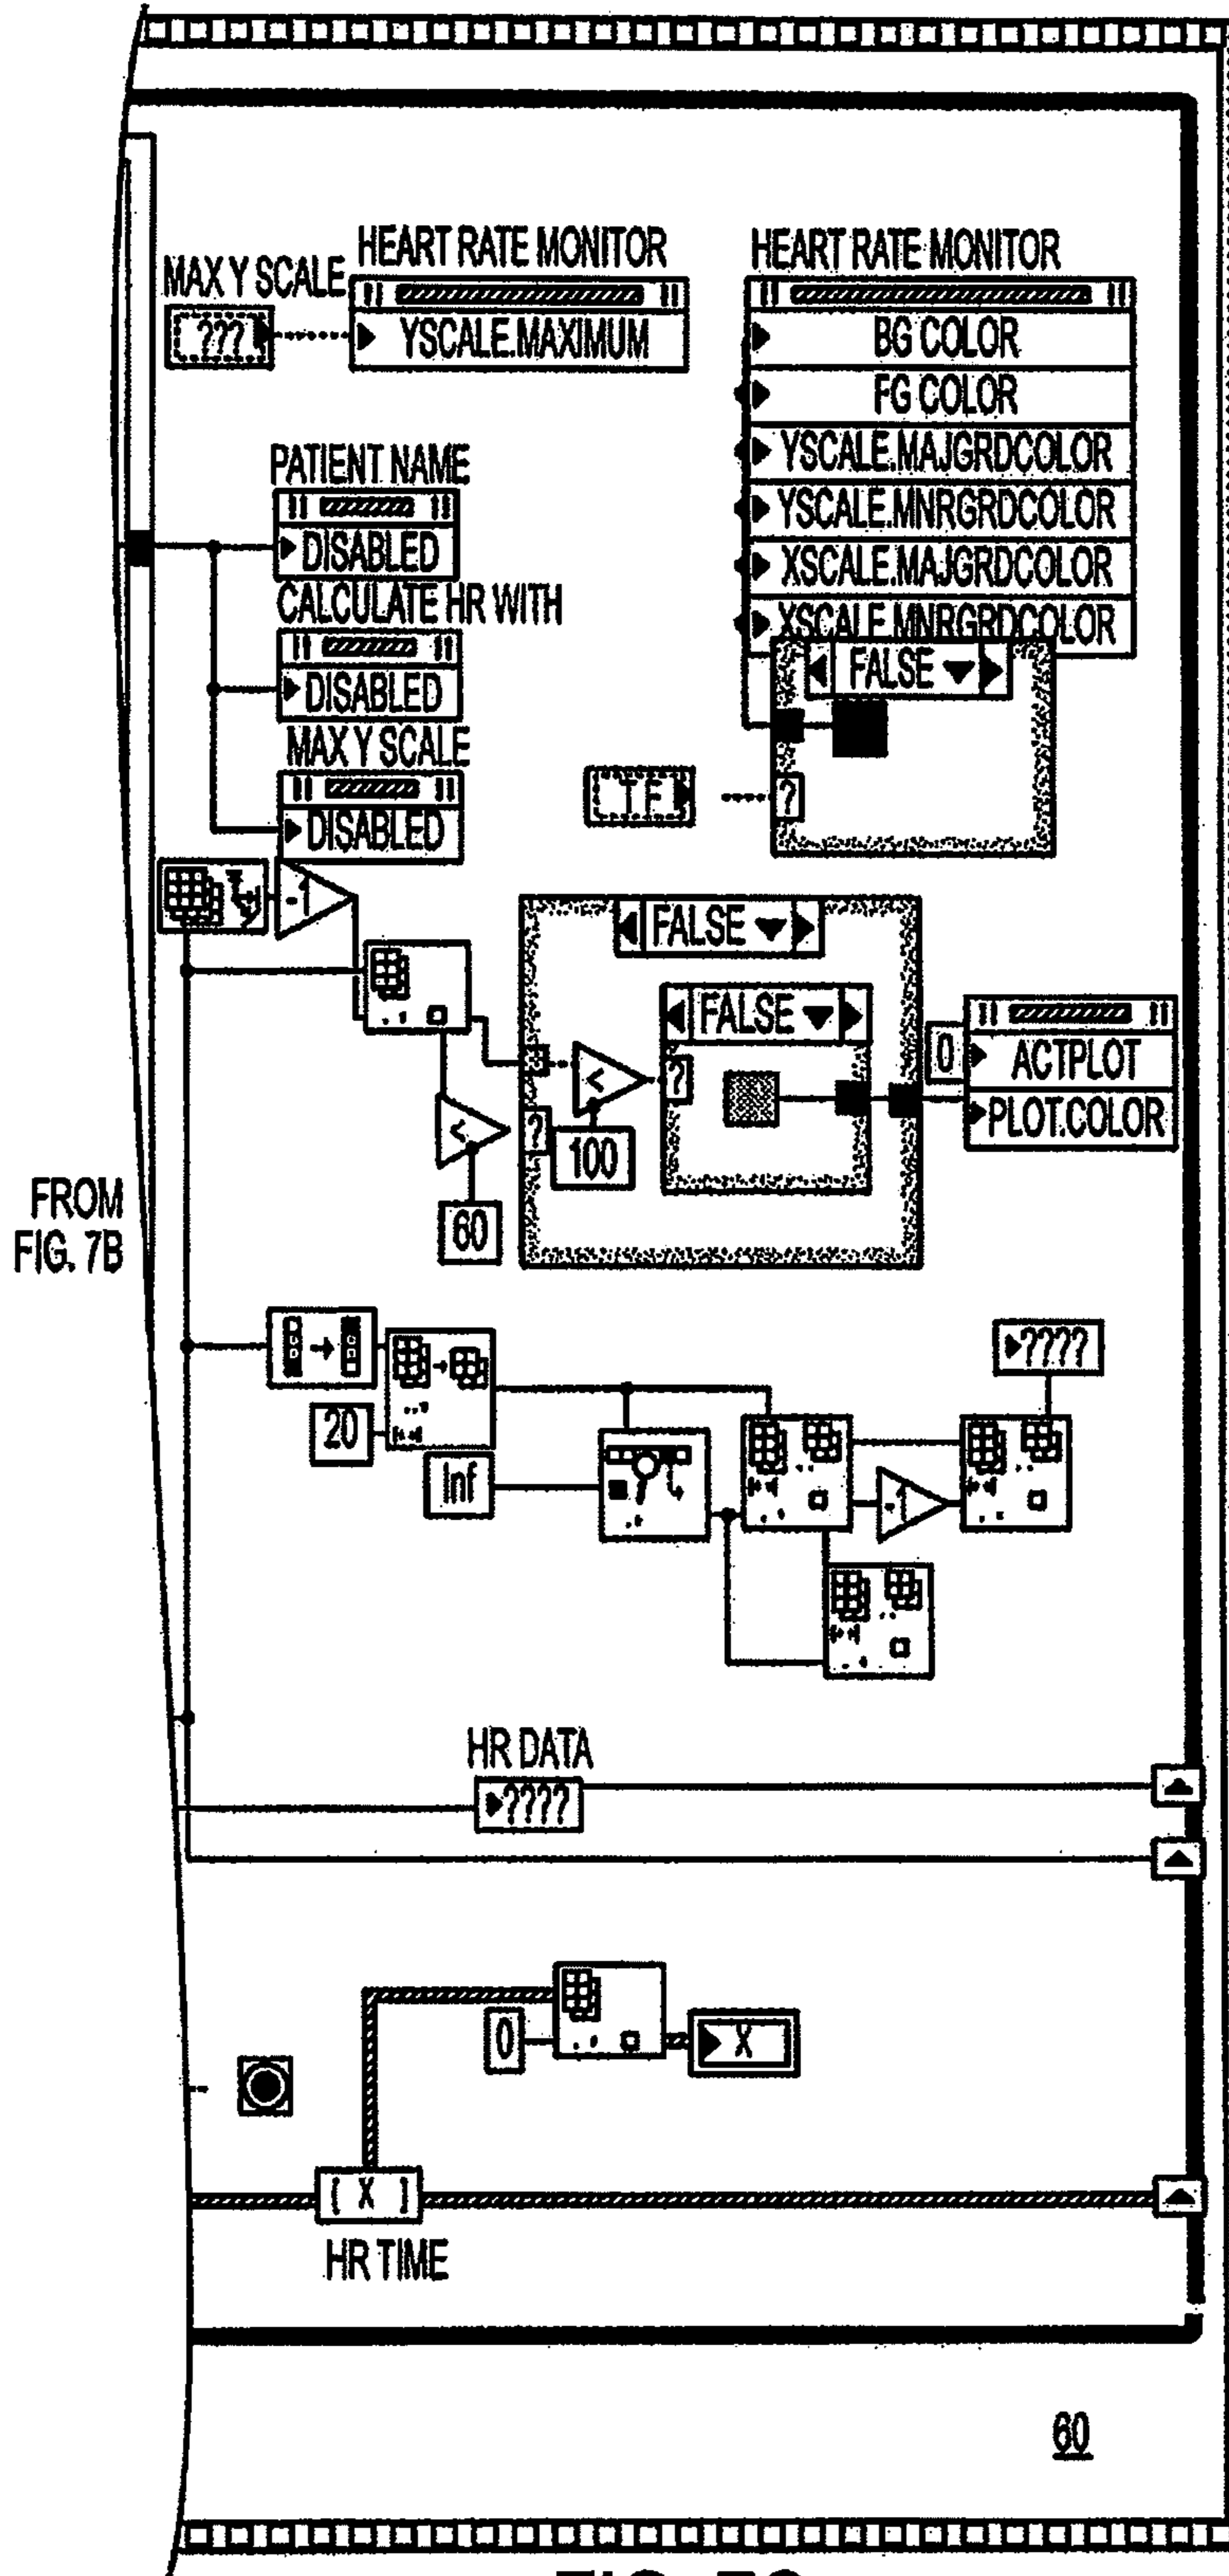 HEART RATE MONITOR
HEART RATE MONITOR
MAX Y SCALE
???
YSCALE.MAXIMUM
BG COLOR
FG COLOR
YSCALE.MAJGRDCOLOR
YSCALE.MNRGRDCOLOR
XSCALE.MAJGRDCOLOR
XSCALE.MNRGRDCOLOR
PATIENT NAME
DISABLED
CALCULATE HR WITH
DISABLED
MAX Y SCALE
DISABLED
FALSE
T F
?
-1
FALSE
FALSE
<
?
100
<
?
60
0
ACTPLOT
PLOT.COLOR
FROM
FIG. 7B
20
Inf
-1
????
HR DATA
????
0
X
[ X ]
HR TIME
60